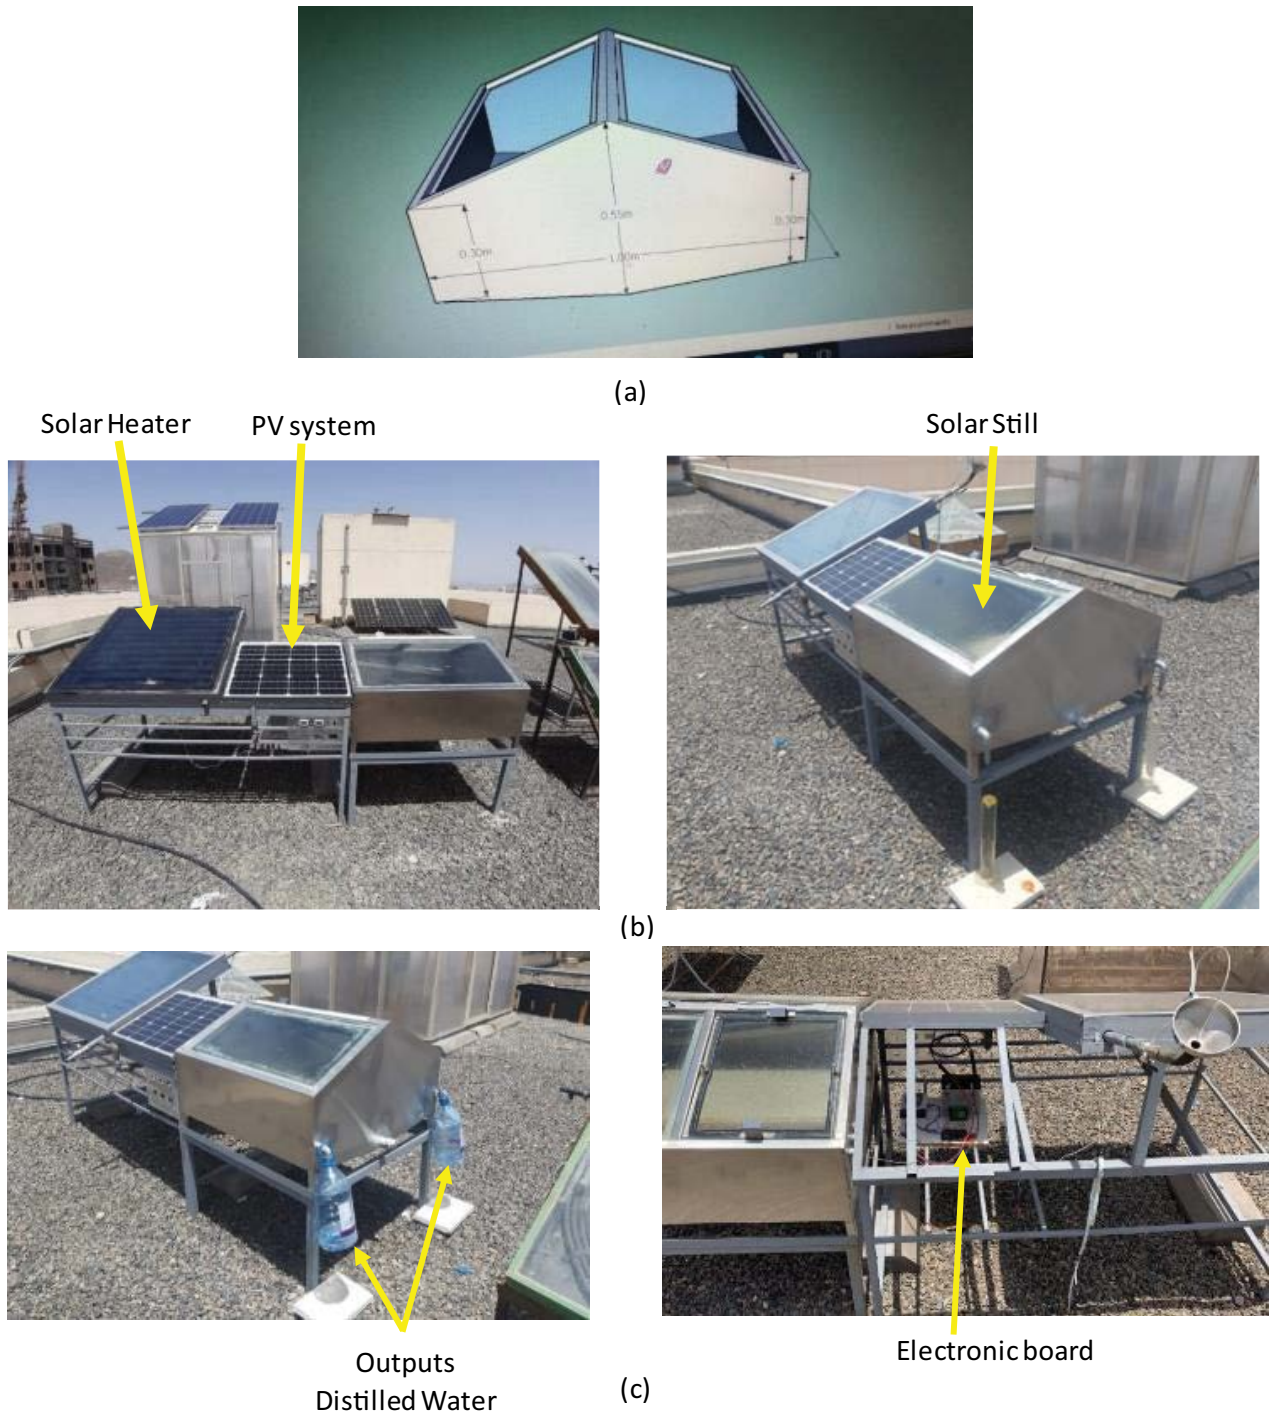 0.55m
0.30m
0.30m
1.00m
Measurements
(a)
Solar Heater
PV system
Solar Still
(b)
Outputs
Distilled Water
Electronic board
(c)